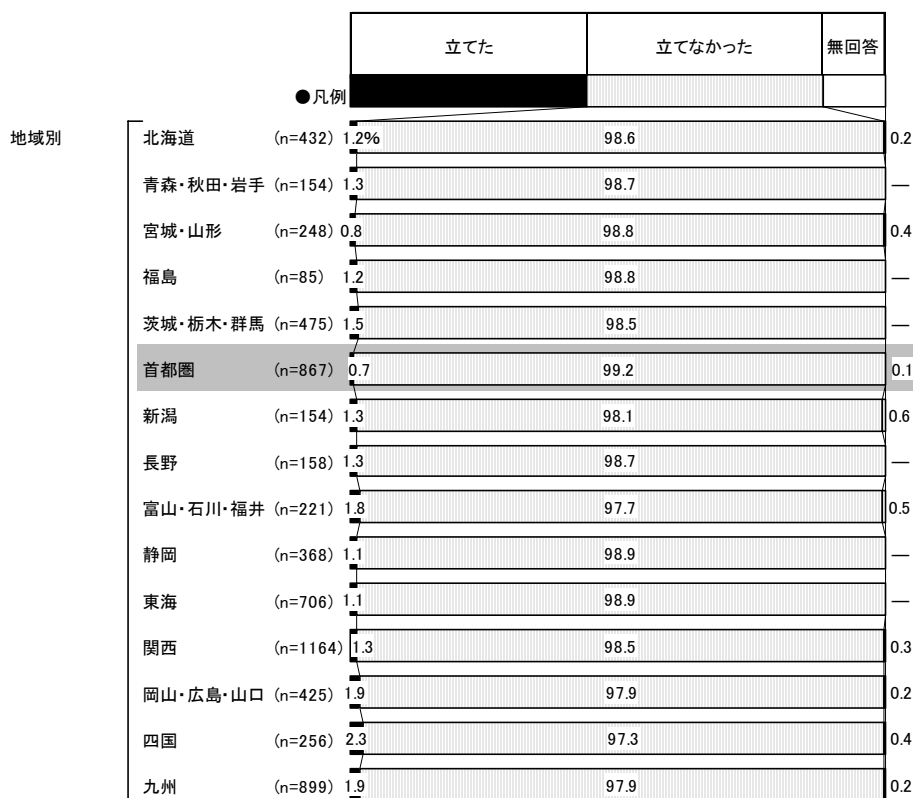 立てた 立てなかった 無回答
●凡例
地域別 北海道 (n=432) 1.2% 98.6 0.2
青森・秋田・岩手 (n=154) 1.3 98.7 —
宮城・山形 (n=248) 0.8 98.8 0.4
福島 (n=85) 1.2 98.8 —
茨城・栃木・群馬 (n=475) 1.5 98.5 —
首都圏 (n=867) 0.7 99.2 0.1
新潟 (n=154) 1.3 98.1 0.6
長野 (n=158) 1.3 98.7 —
富山・石川・福井 (n=221) 1.8 97.7 0.5
静岡 (n=368) 1.1 98.9 —
東海 (n=706) 1.1 98.9 —
関西 (n=1164) 1.3 98.5 0.3
岡山・広島・山口 (n=425) 1.9 97.9 0.2
四国 (n=256) 2.3 97.3 0.4
九州 (n=899) 1.9 97.9 0.2